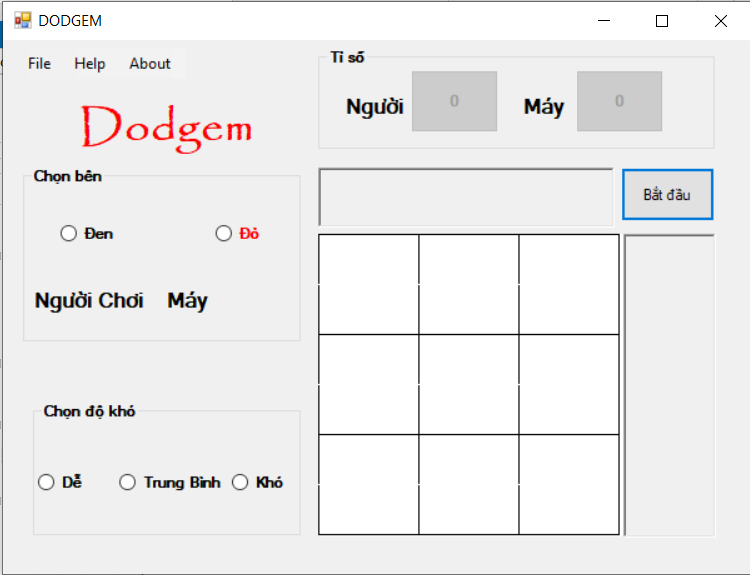 DODGEM
File Help About
Dodgem
Tỉ số
Người 0 Máy 0
Chọn bên
Đen Đỏ
Người Chơi Máy
Bắt đầu
Chọn độ khó
Dễ Trung Bình Khó